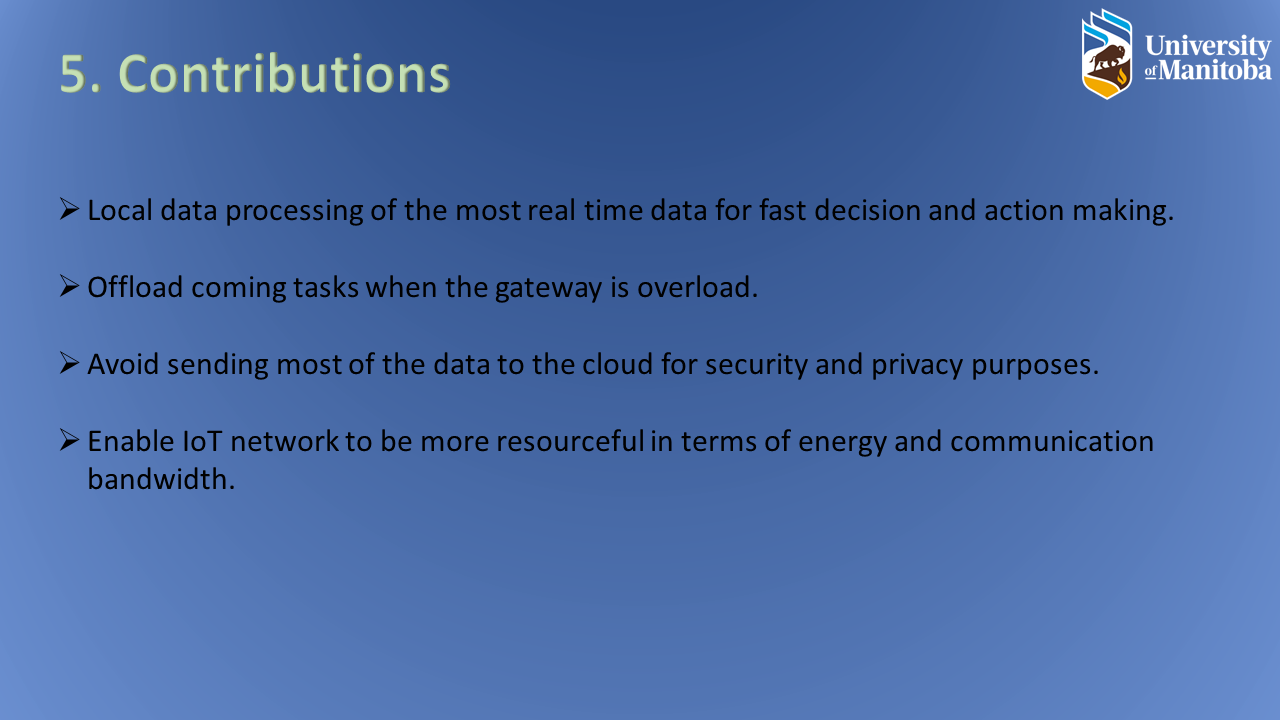 5. Contributions
University
of Manitoba
➢ Local data processing of the most real time data for fast decision and action making.
➢ Offload coming tasks when the gateway is overload.
➢ Avoid sending most of the data to the cloud for security and privacy purposes.
➢ Enable IoT network to be more resourceful in terms of energy and communication
bandwidth.